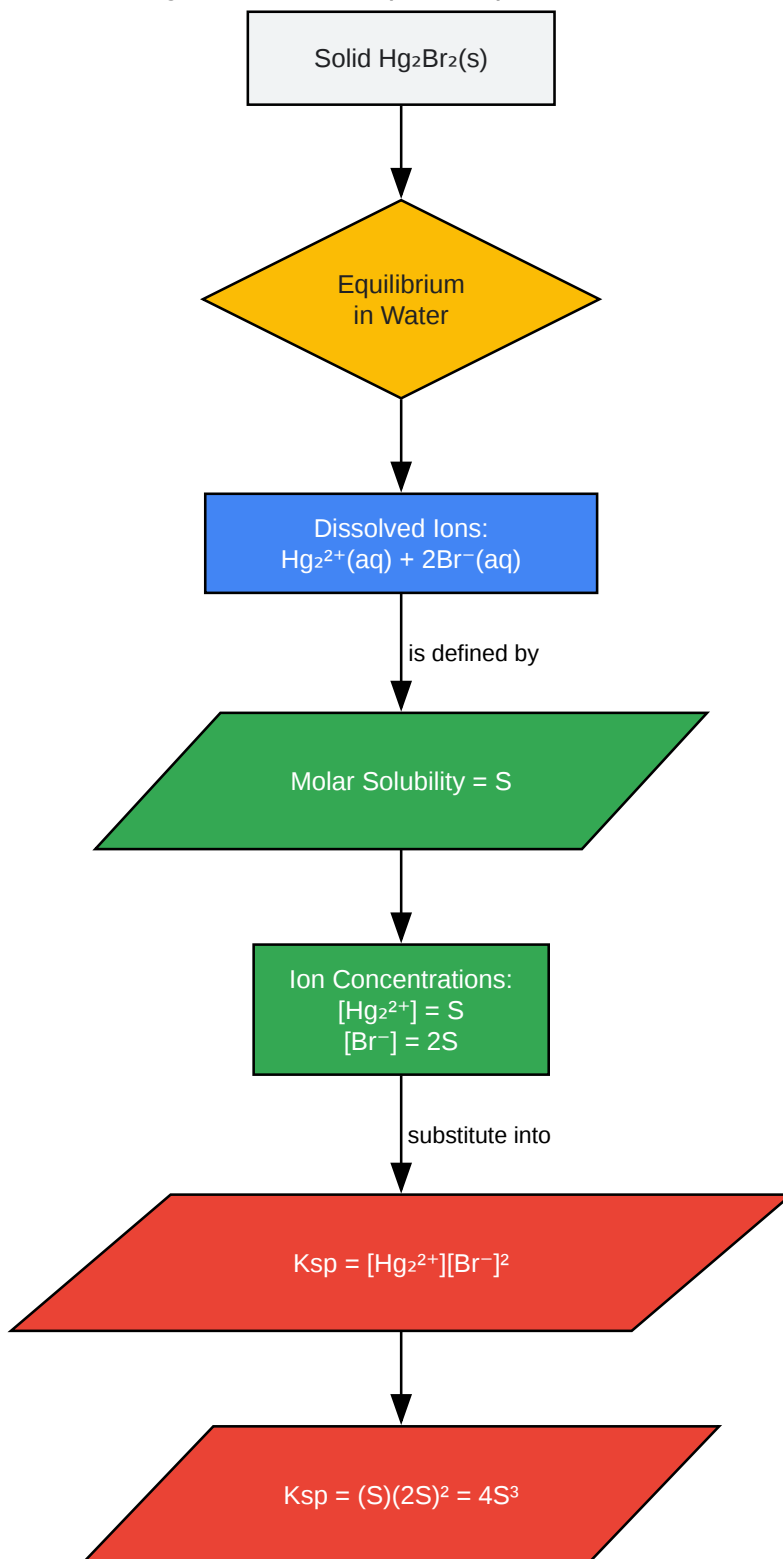 Solid Hg₂Br₂(s)
Equilibrium
in Water
Dissolved Ions:
Hg₂²⁺(aq) + 2Br⁻(aq)
is defined by
Molar Solubility = S
Ion Concentrations:
[Hg₂²⁺] = S
[Br⁻] = 2S
substitute into
Ksp = [Hg₂²⁺][Br⁻]²
Ksp = (S)(2S)² = 4S³